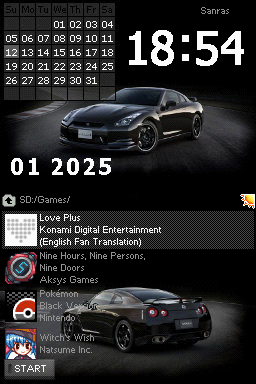 Su Mo Tu We Th Fr Sa
01 02 03 04
05 06 07 08 09 10 11
12 13 14 15 16 17 18
19 20 21 22 23 24 25
26 27 28 29 30 31
Sanras
18:54
01 2025
SD:/Games/
Love Plus
Konami Digital Entertainment
(English Fan Translation)
Nine Hours, Nine Persons,
Nine Doors
Aksys Games
Pokémon
Black Version
Nintendo
Witch's Wish
Natsume Inc.
START